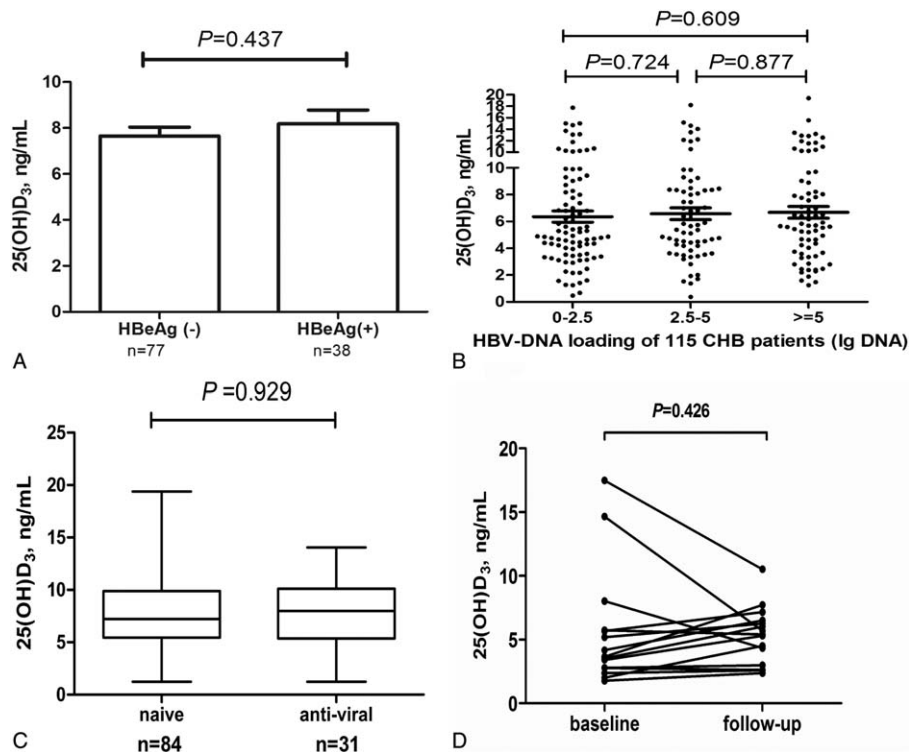 P=0.437
25(OH)D3, ng/mL
10
8
6
4
2
0
HBeAg (-)
HBeAg(+)
n=77
n=38
A
P=0.609
P=0.724
P=0.877
25(OH)D3, ng/mL
20
18
16
14
12
10
10
8
6
4
2
0
0-2.5
2.5-5
>=5
HBV-DNA loading of 115 CHB patients (lg DNA)
B
P =0.929
25(OH)D3, ng/mL
25
20
15
10
5
0
naive
anti-viral
n=84
n=31
C
P=0.426
25(OH)D3, ng/mL
20
15
10
5
0
baseline
follow-up
D